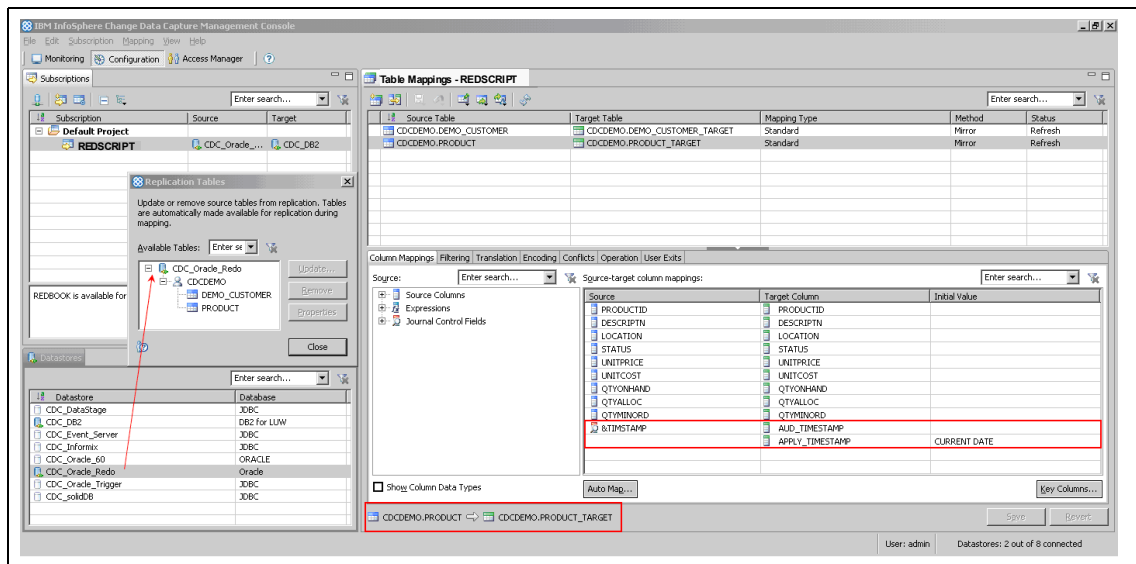 IBM InfoSphere Change Data Capture Management Console
File Edit Subscription Mapping View Help
Monitoring Configuration Access Manager
Subscriptions
Enter search...
Subscription Source Target
Default Project
REDSCRIPT CDC_Oracle_... CDC_DB2
REDBOOK is available for
Replication Tables
Update or remove source tables from replication. Tables
are automatically made available for replication during
mapping.
Available Tables: Enter se
CDC_Oracle_Redo
CDCDEMO
DEMO_CUSTOMER
PRODUCT
Update...
Remove
Properties
Close
Datastores
Enter search...
Datastore Database
CDC_DataStage JDBC
CDC_DB2 DB2 for LUW
CDC_Event_Server JDBC
CDC_Informix JDBC
CDC_Oracle_60 ORACLE
CDC_Oracle_Redo Oracle
CDC_Oracle_Trigger JDBC
CDC_solidDB JDBC
Table Mappings - REDSCRIPT
Enter search...
Source Table Target Table Mapping Type Method Status
CDCDEMO.DEMO_CUSTOMER CDCDEMO.DEMO_CUSTOMER_TARGET Standard Mirror Refresh
CDCDEMO.PRODUCT CDCDEMO.PRODUCT_TARGET Standard Mirror Refresh
Column Mappings Filtering Translation Encoding Conflicts Operation User Exits
Source: Enter search... Source-target column mappings: Enter search...
Source Columns
Expressions
Journal Control Fields
Source Target Column Initial Value
PRODUCTID PRODUCTID
DESCRIPTN DESCRIPTN
LOCATION LOCATION
STATUS STATUS
UNITPRICE UNITPRICE
UNITCOST UNITCOST
QTYONHAND QTYONHAND
QTYALLOC QTYALLOC
QTYMINORD QTYMINORD
&TIMSTAMP AUD_TIMESTAMP
APPLY_TIMESTAMP CURRENT DATE
Show Column Data Types
Auto Map... Key Columns...
CDCDEMO.PRODUCT CDCDEMO.PRODUCT_TARGET
Save Revert
User: admin Datastores: 2 out of 8 connected